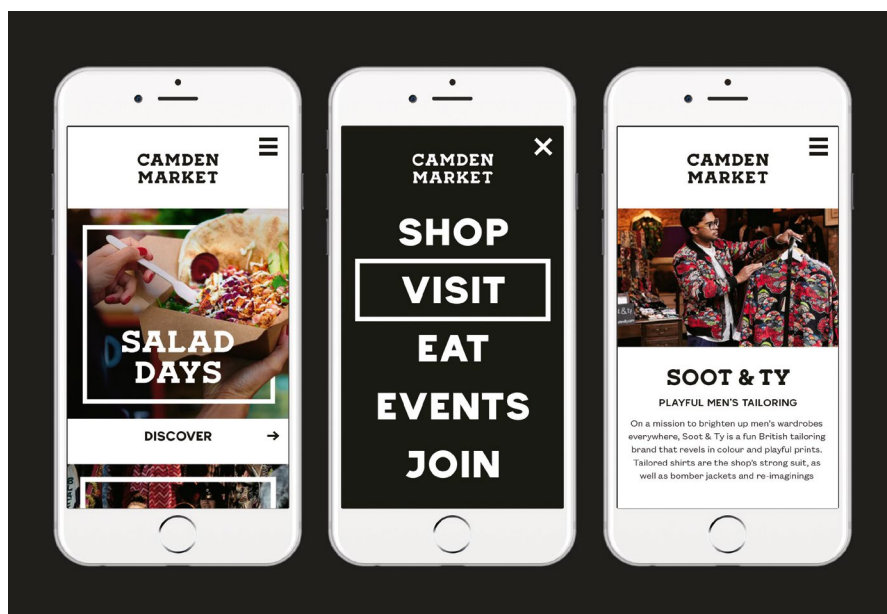 CAMDEN
MARKET
SALAD
DAYS
DISCOVER
CAMDEN
MARKET
SHOP
VISIT
EAT
EVENTS
JOIN
CAMDEN
MARKET
SOOT & TY
PLAYFUL MEN'S TAILORING
On a mission to brighten up men's wardrobes
everywhere, Soot & Ty is a fun British tailoring
brand that revels in colour and playful prints.
Tailored shirts are the shop's strong suit, as
well as bomber jackets and re-imaginings